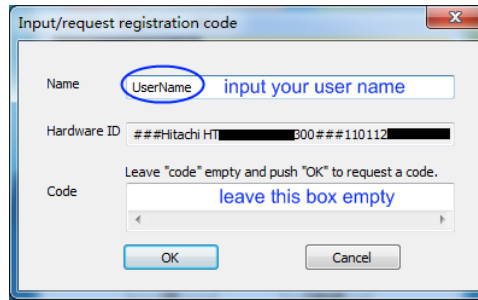 Input/request registration code
Name UserName input your user name
Hardware ID ###Hitachi HT 300###110112
Leave "code" empty and push "OK" to request a code.
Code leave this box empty
OK Cancel